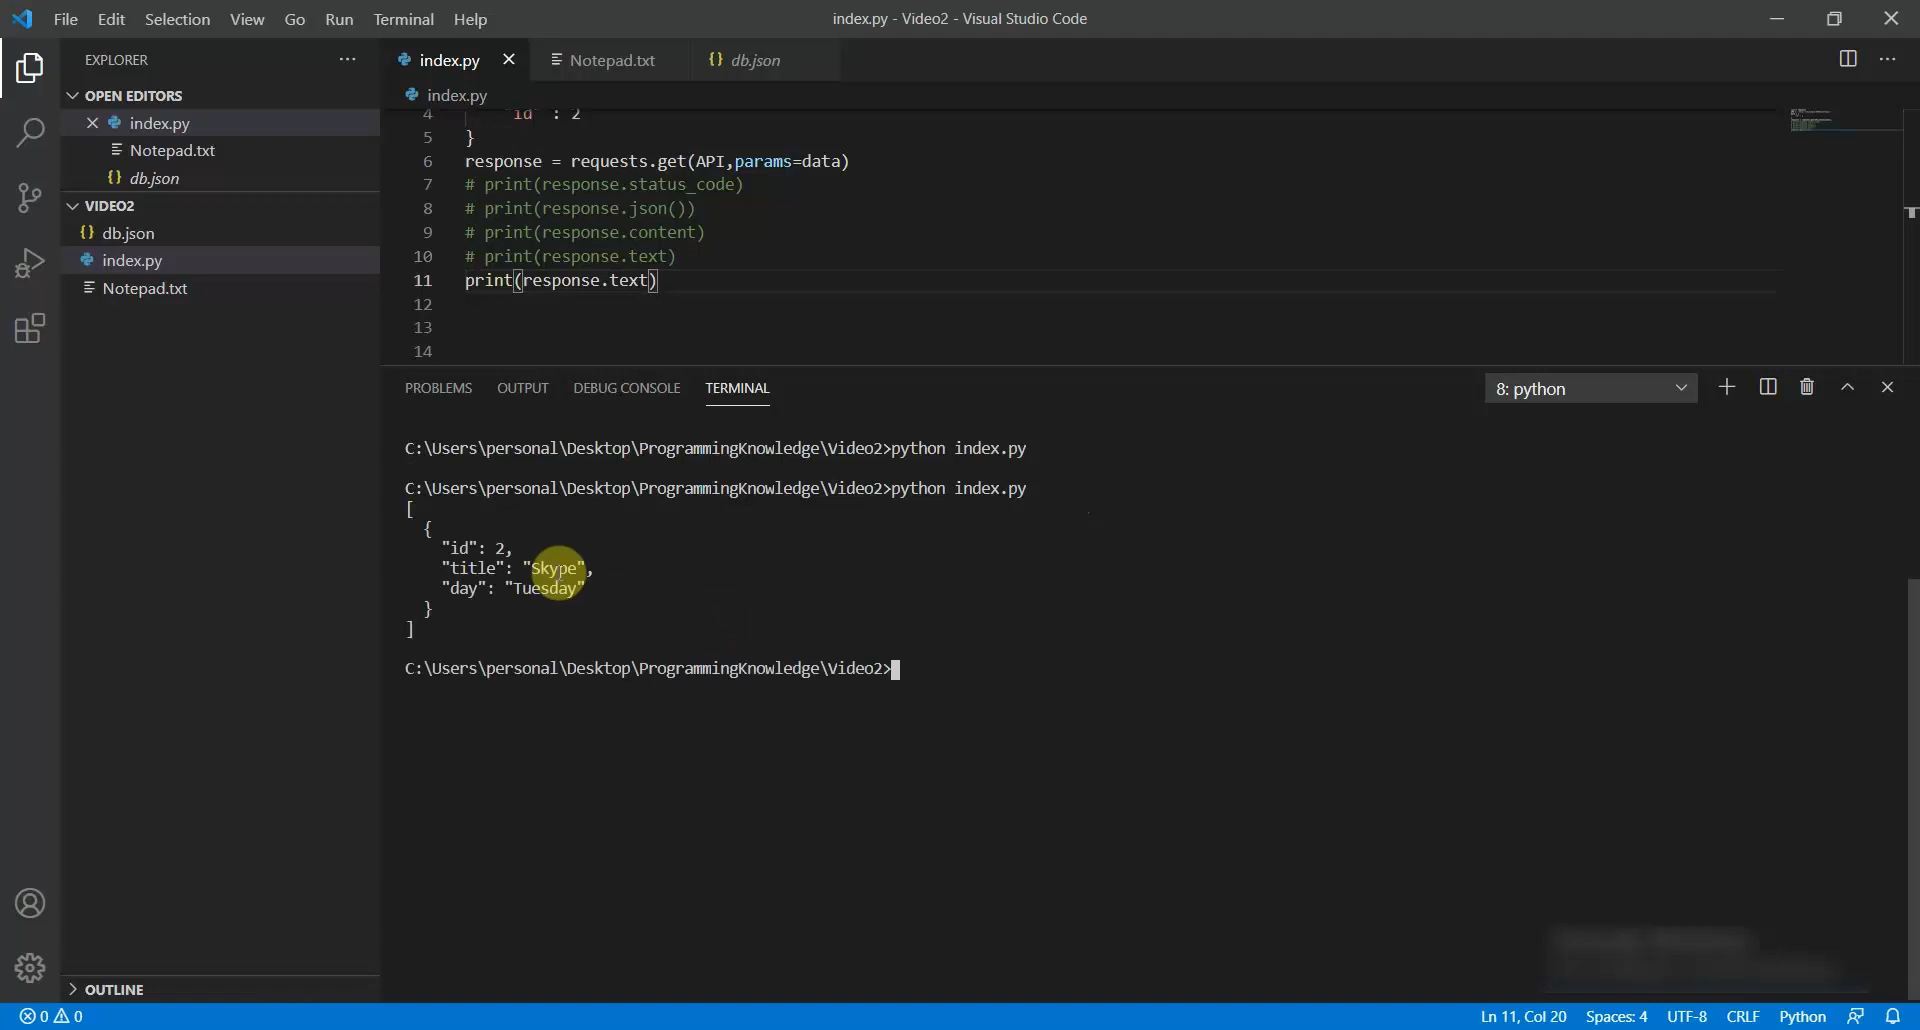 File Edit Selection View Go Run Terminal Help
index.py - Video2 - Visual Studio Code
EXPLORER
OPEN EDITORS
index.py
Notepad.txt
db.json
VIDEO2
db.json
index.py
Notepad.txt
OUTLINE
index.py Notepad.txt db.json
index.py
4 id : 2
5 }
6 response = requests.get(API,params=data)
7 # print(response.status_code)
8 # print(response.json())
9 # print(response.content)
10 # print(response.text)
11 print(response.text)
12
13
14
PROBLEMS OUTPUT DEBUG CONSOLE TERMINAL
8: python
C:\Users\personal\Desktop\ProgrammingKnowledge\Video2>python index.py
C:\Users\personal\Desktop\ProgrammingKnowledge\Video2>python index.py
[
{
"id": 2,
"title": "Skype",
"day": "Tuesday"
}
]
C:\Users\personal\Desktop\ProgrammingKnowledge\Video2>
0 0
Ln 11, Col 20 Spaces: 4 UTF-8 CRLF Python